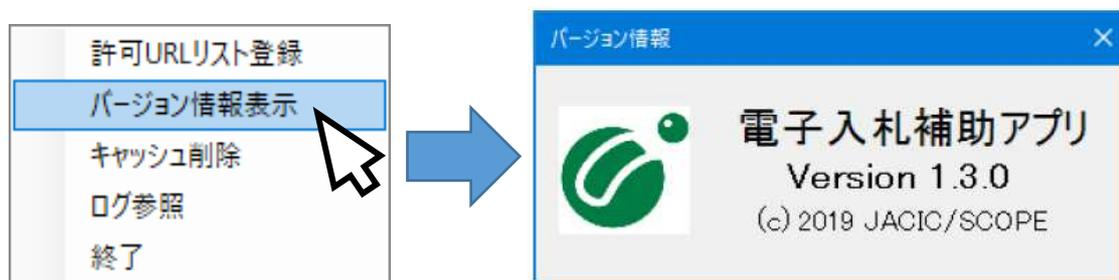 許可URLリスト登録
バージョン情報表示
キャッシュ削除
ログ参照
終了
バージョン情報
電子入札補助アプリ
Version 1.3.0
(c) 2019 JACIC/SCOPE